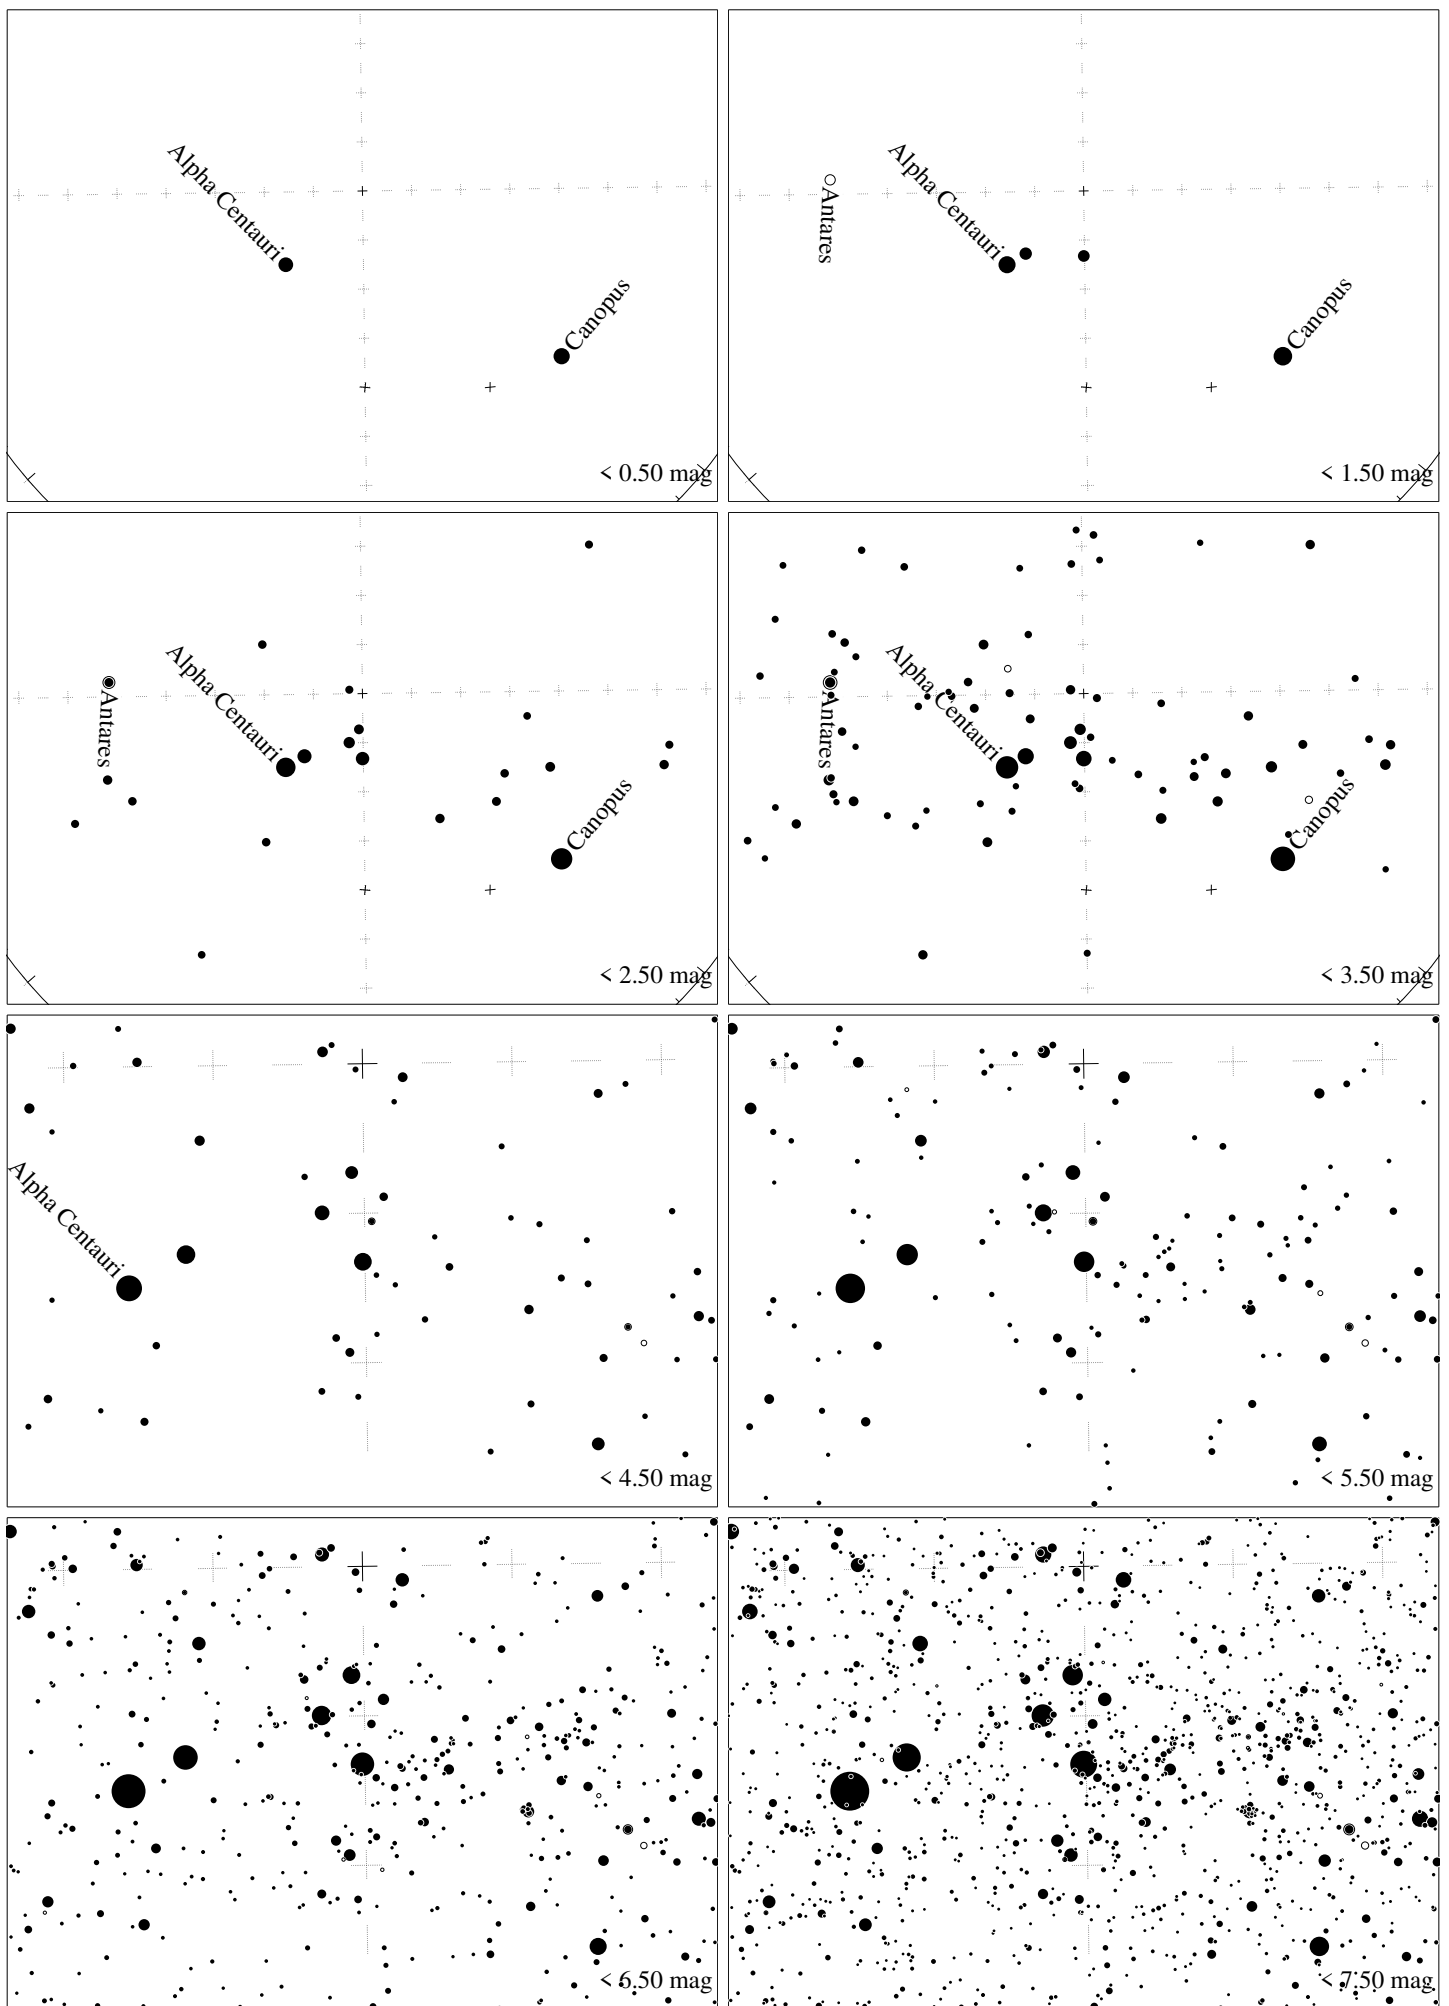 Alpha Centauri
Canopus
< 0.50 mag
Antares
Alpha Centauri
Canopus
< 1.50 mag
Antares
Alpha Centauri
Canopus
< 2.50 mag
Antares
Alpha Centauri
Canopus
< 3.50 mag
Alpha Centauri
< 4.50 mag
< 5.50 mag
< 6.50 mag
< 7.50 mag